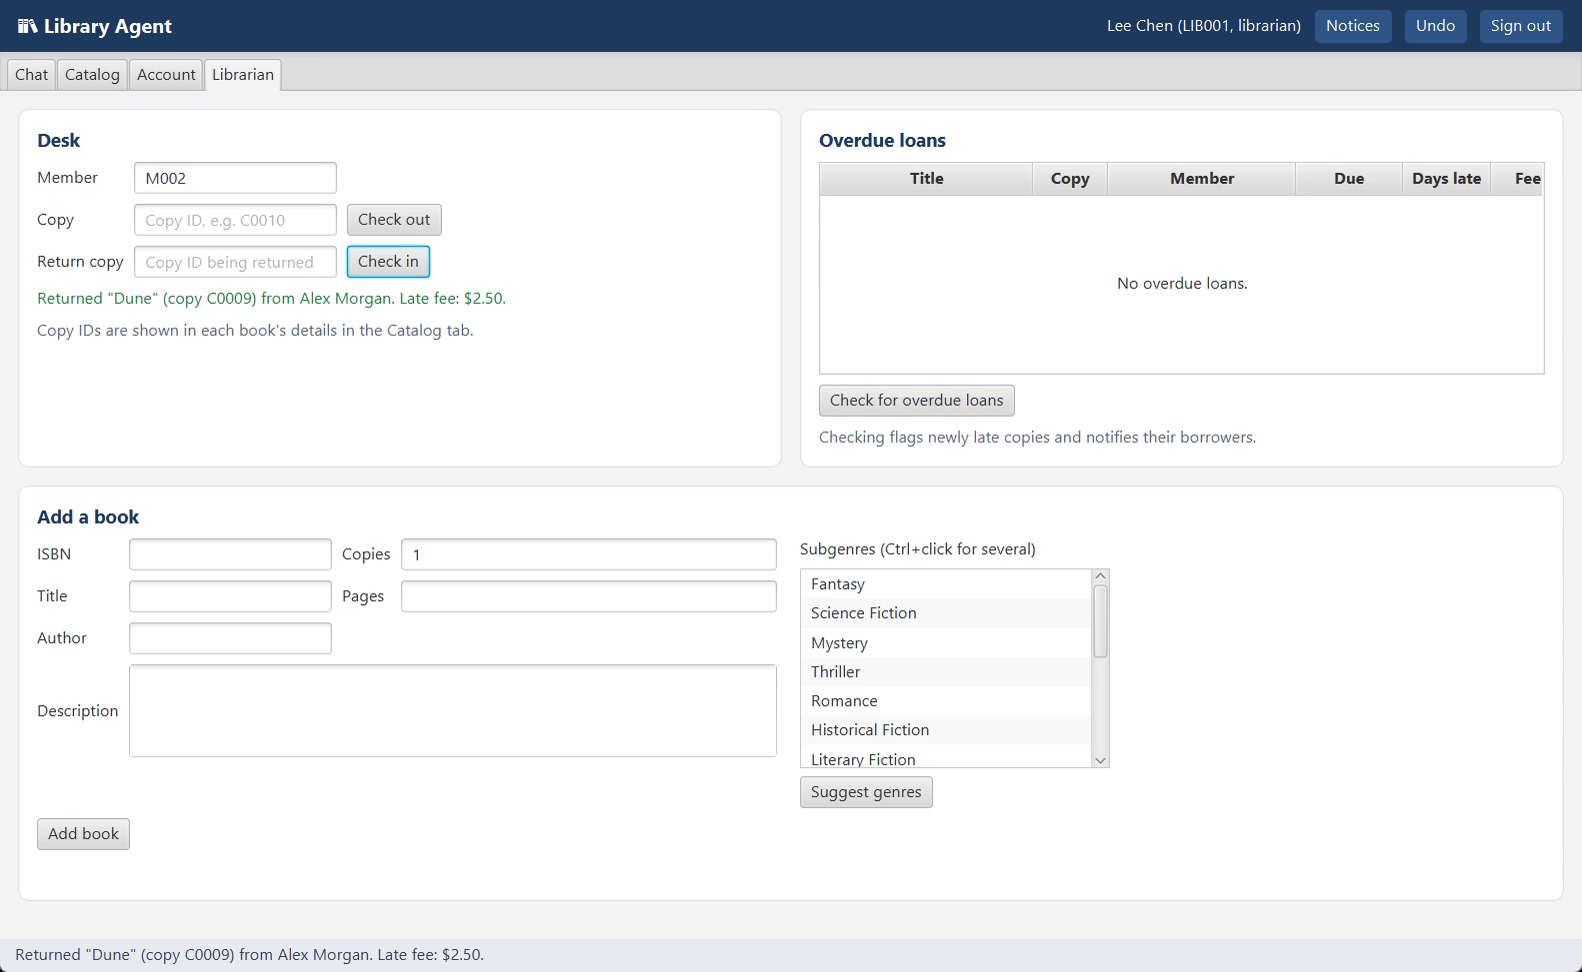 Library Agent
Lee Chen (LIB001, librarian) Notices Undo Sign out
Chat Catalog Account Librarian
Desk
Member M002
Copy Copy ID, e.g. C0010 Check out
Return copy Copy ID being returned Check in
Returned "Dune" (copy C0009) from Alex Morgan. Late fee: $2.50.
Copy IDs are shown in each book's details in the Catalog tab.
Overdue loans
Title Copy Member Due Days late Fee
No overdue loans.
Check for overdue loans
Checking flags newly late copies and notifies their borrowers.
Add a book
ISBN Copies 1
Title Pages
Author
Description
Subgenres (Ctrl+click for several)
Fantasy
Science Fiction
Mystery
Thriller
Romance
Historical Fiction
Literary Fiction
Suggest genres
Add book
Returned "Dune" (copy C0009) from Alex Morgan. Late fee: $2.50.